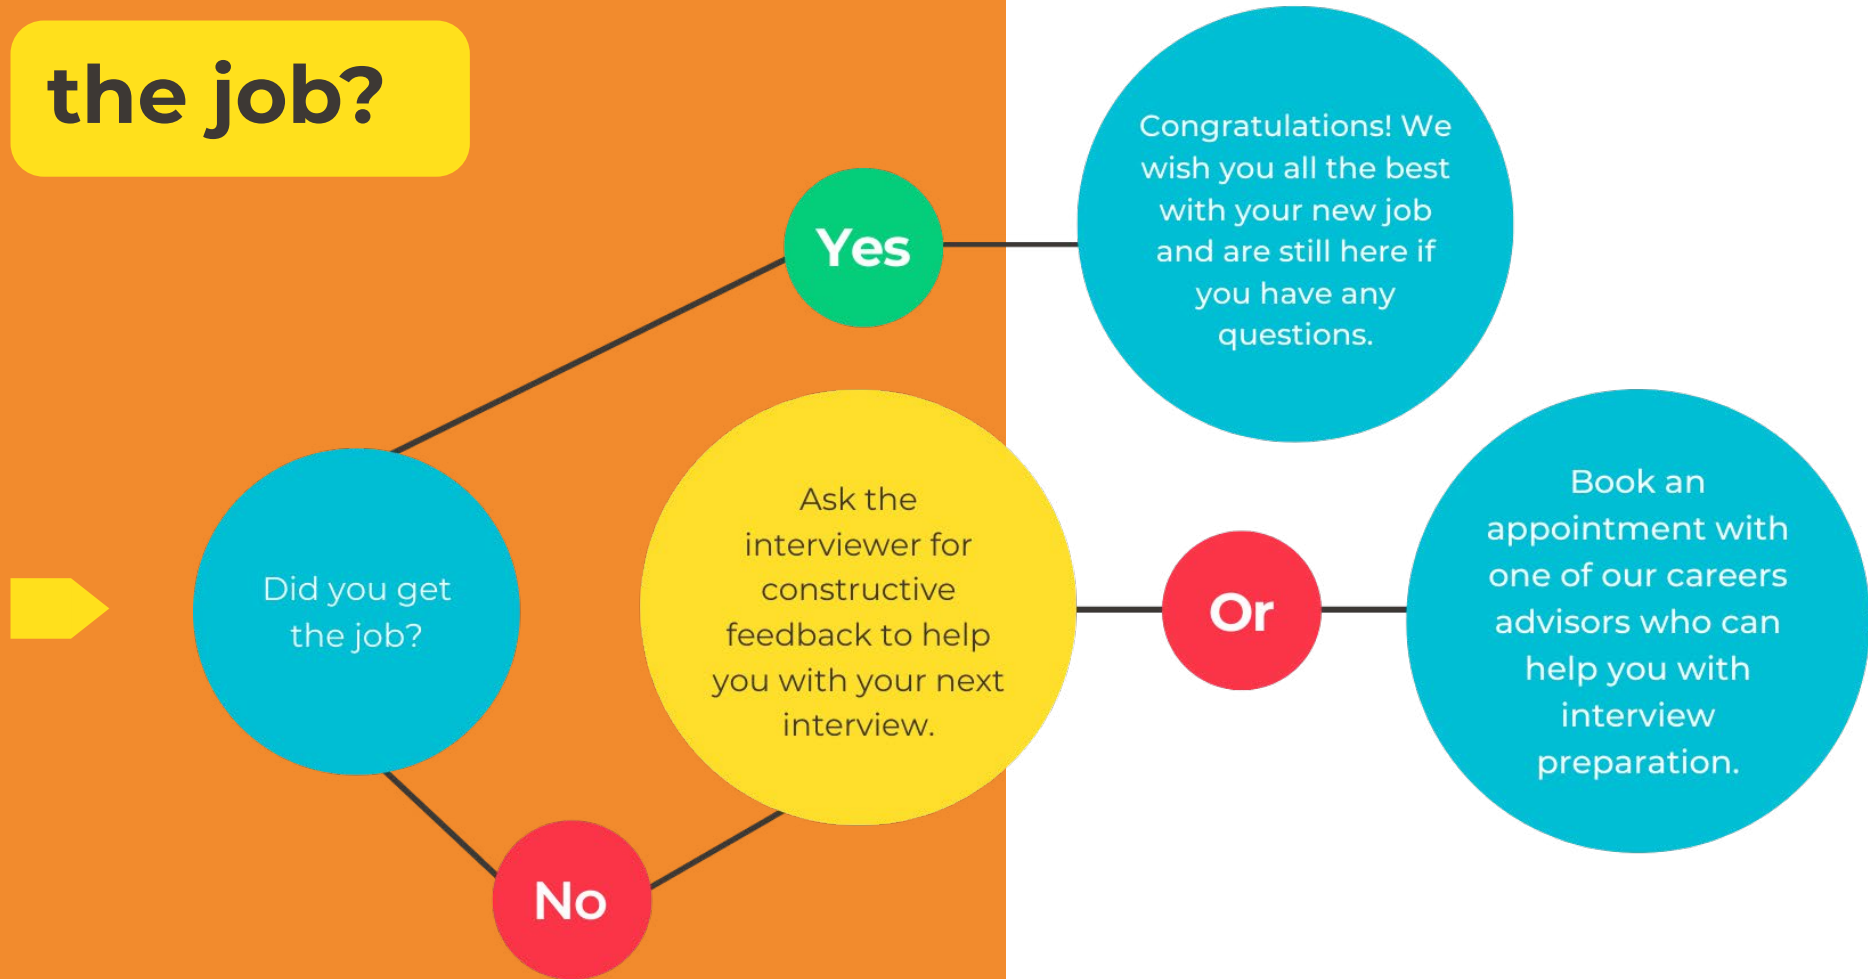 the job?
Yes
Congratulations! We
wish you all the best
with your new job
and are still here if
you have any
questions.
Did you get
the job?
Ask the
interviewer for
constructive
feedback to help
you with your next
interview.
Or
Book an
appointment with
one of our careers
advisors who can
help you with
interview
preparation.
No